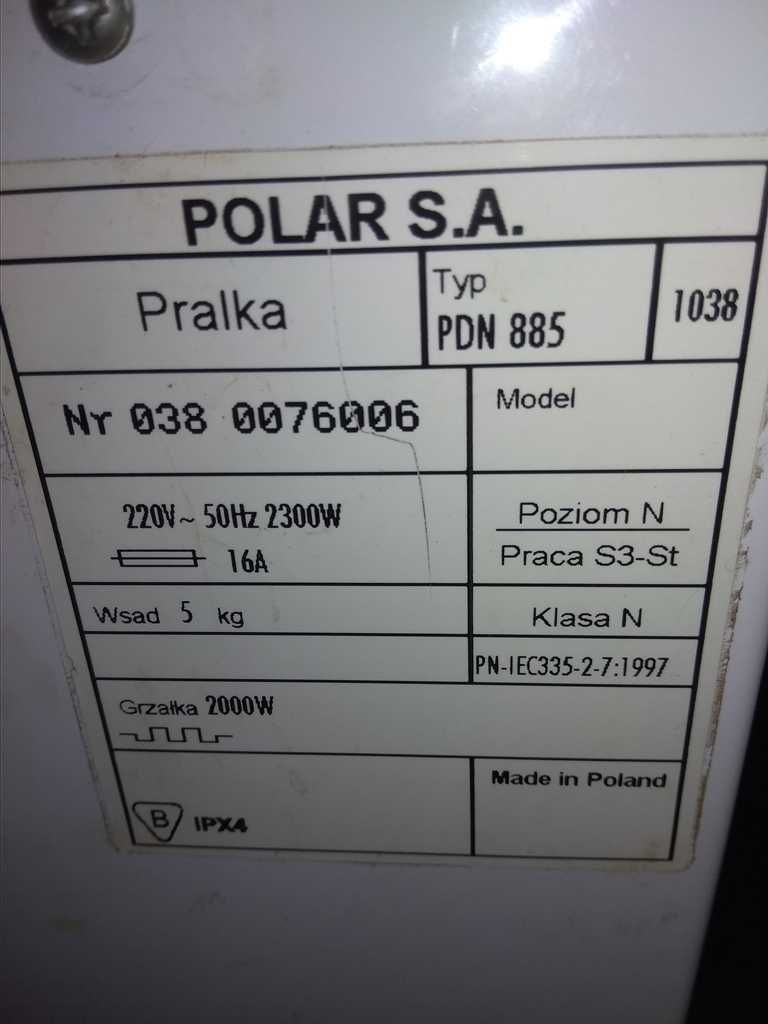 POLAR S.A.
Pralka
Typ
PDN 885
1038
Nr 038 0076006
Model
220V~ 50Hz 2300W
16A
Poziom N
Praca S3-St
Wsad 5 kg
Klasa N
PN-IEC335-2-7:1997
Grzałka 2000W
B IPX4
Made in Poland